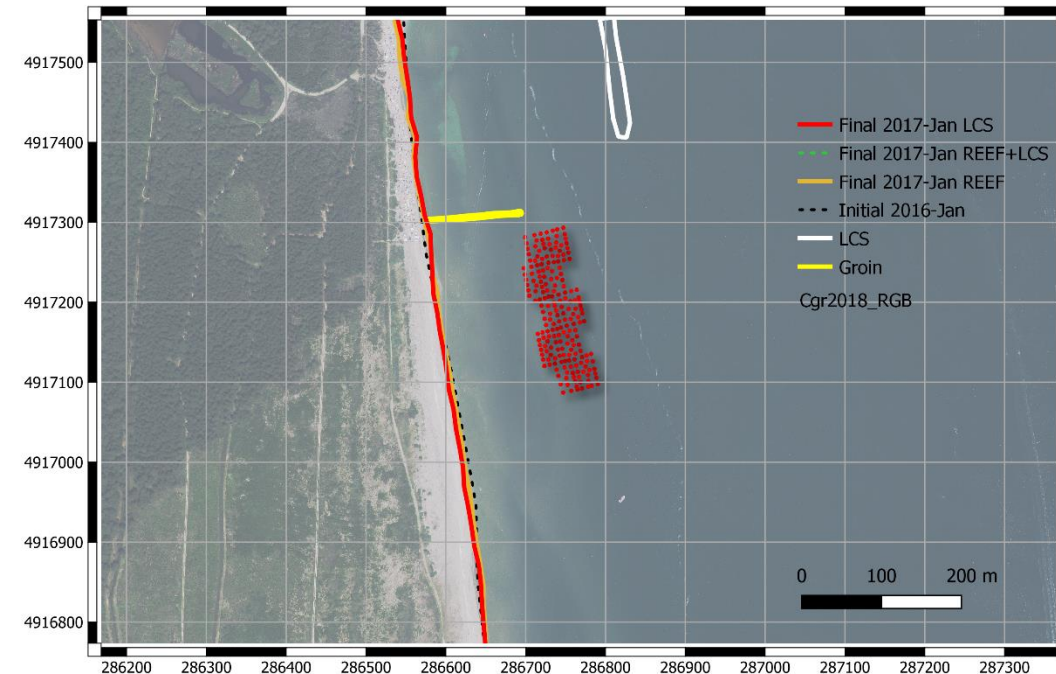 4917500
4917400
4917300
4917200
4917100
4917000
4916900
4916800
Final 2017-Jan LCS
Final 2017-Jan REEF+LCS
Final 2017-Jan REEF
Initial 2016-Jan
LCS
Groin
Cgr2018_RGB
0 100 200 m
286200 286300 286400 286500 286600 286700 286800 286900 287000 287100 287200 287300